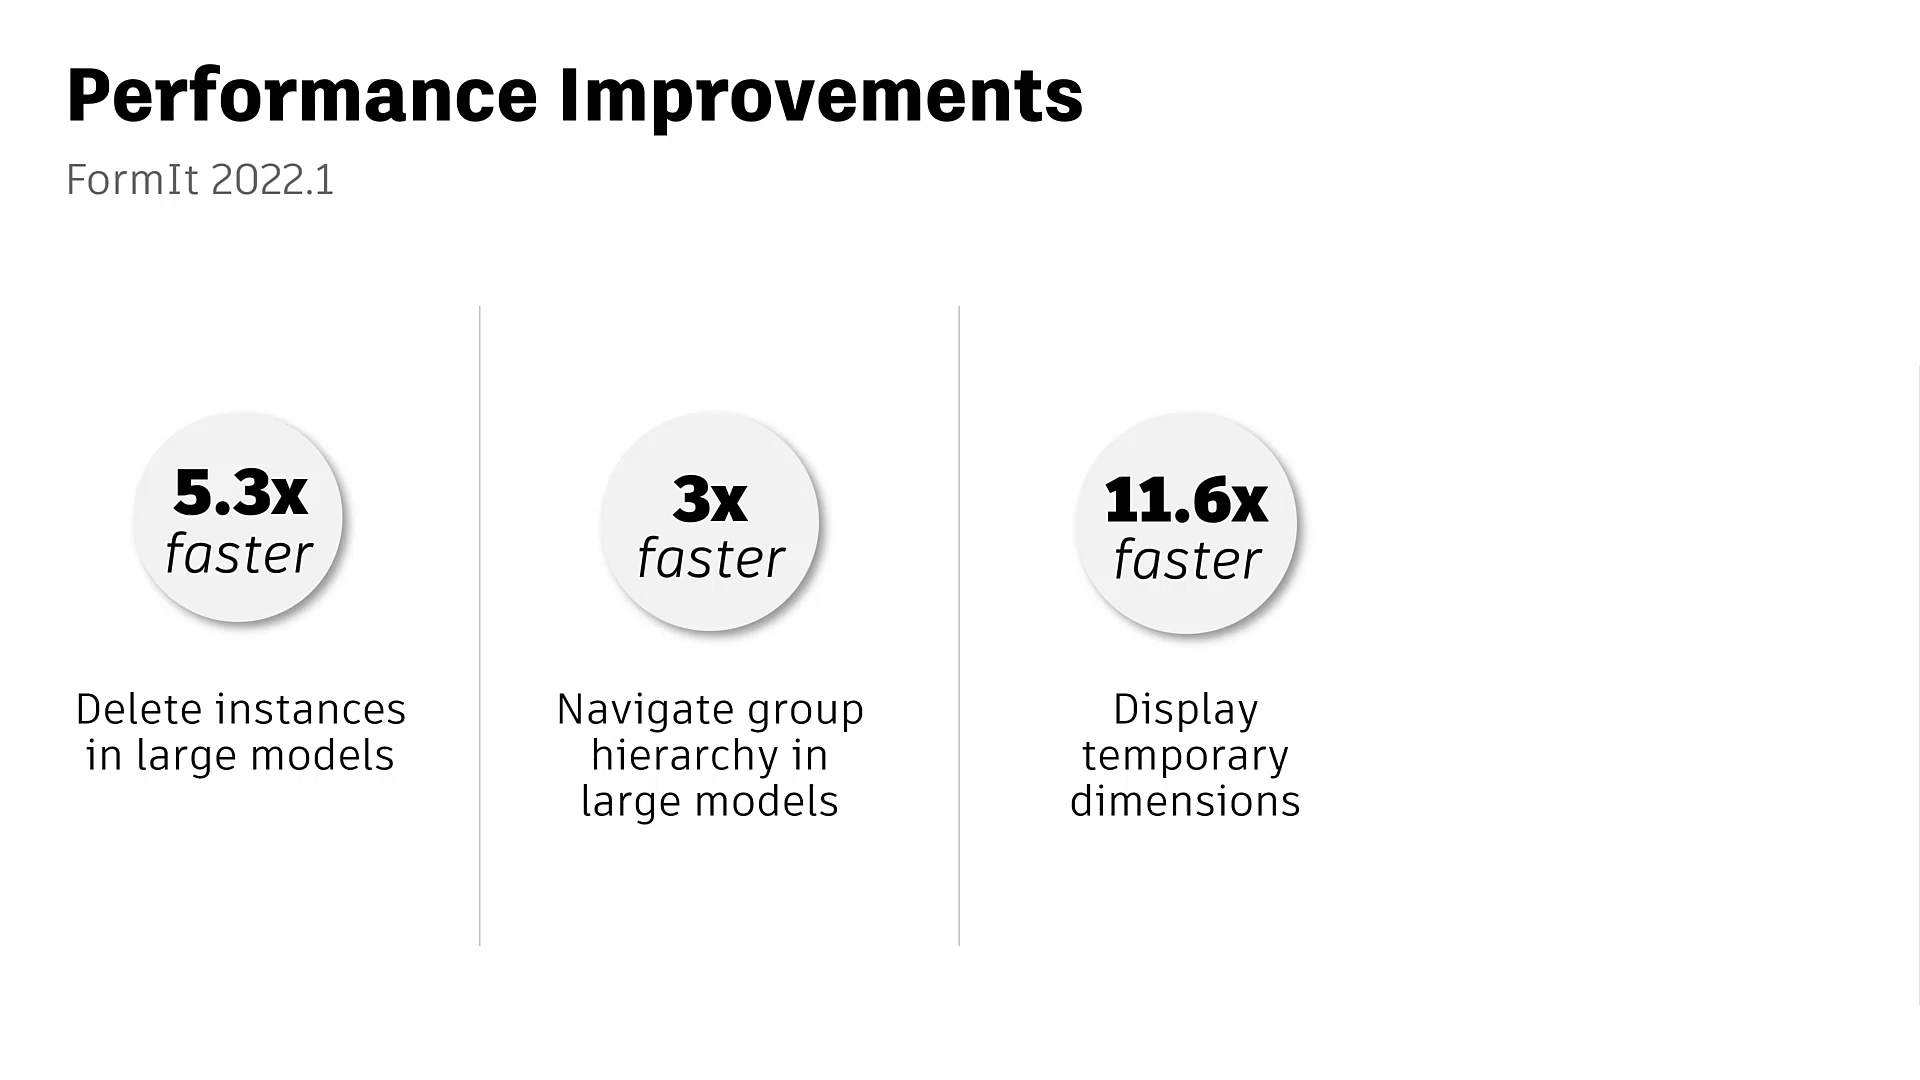 Performance Improvements
FormIt 2022.1
5.3x
faster
Delete instances
in large models
3x
faster
Navigate group
hierarchy in
large models
11.6x
faster
Display
temporary
dimensions